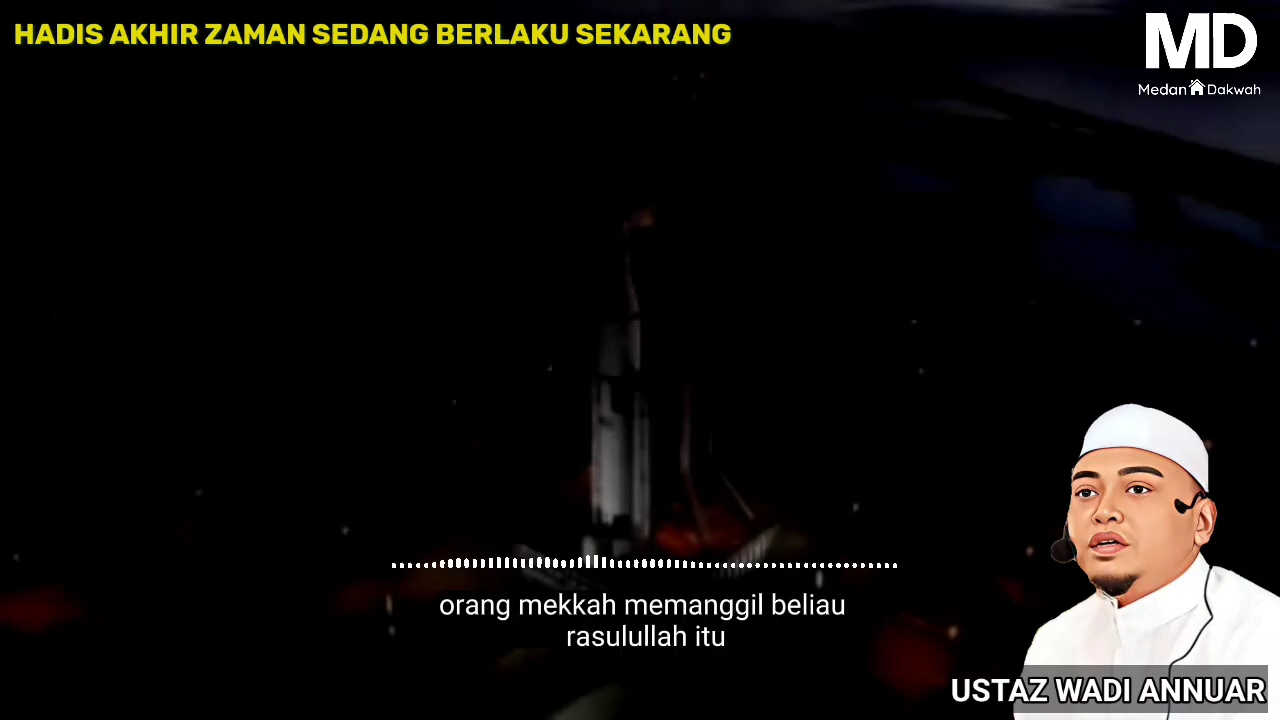 HADIS AKHIR ZAMAN SEDANG BERLAKU SEKARANG
MD
Medan Dakwah
orang mekkah memanggil beliau
rasulullah itu
USTAZ WADI ANNUAR